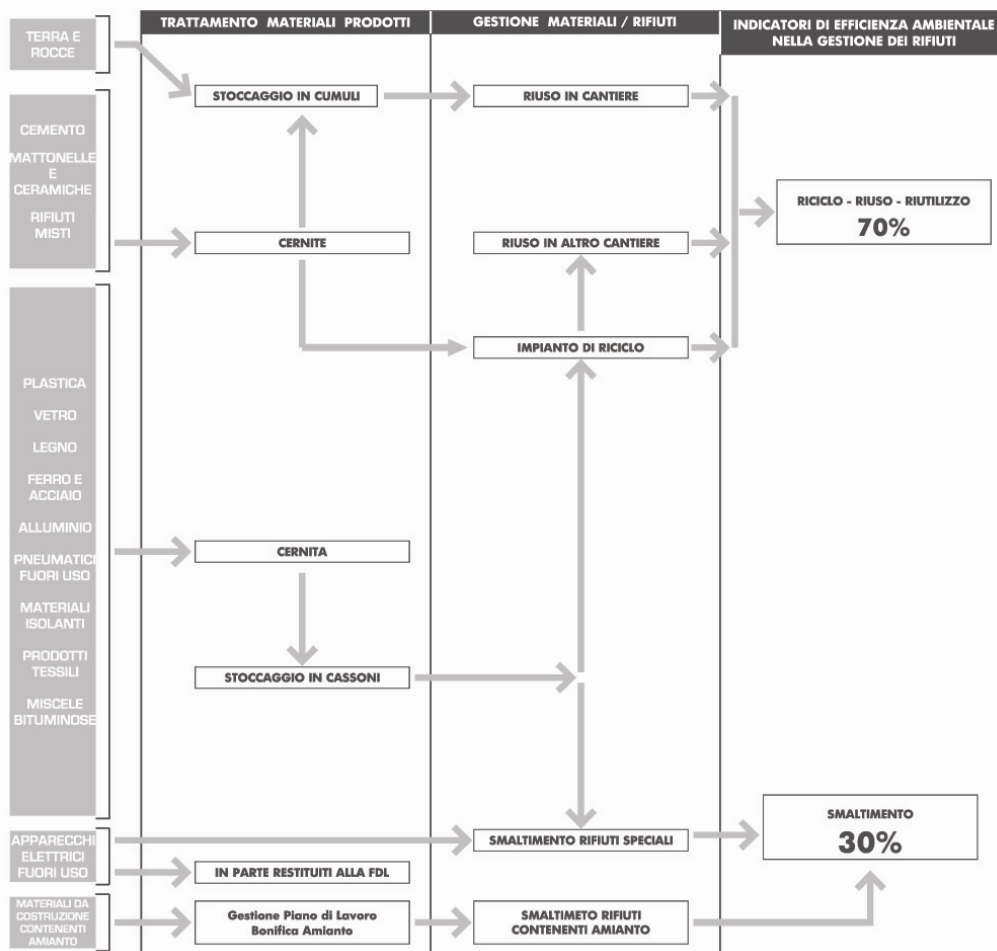 TRATTAMENTO MATERIALI PRODOTTI
GESTIONE MATERIALI / RIFIUTI
INDICATORI DI EFFICIENZA AMBIENTALE
NELLA GESTIONE DEI RIFIUTI
TERRA E
ROCCE
STOCCAGGIO IN CUMULI
RIUSO IN CANTIERE
CEMENTO
MATTONELLE
E
CERAMICHE
RIFIUTI
MISTI
CERNITE
RIUSO IN ALTRO CANTIERE
RICICLO - RIUSO - RIUTILIZZO
70%
IMPIANTO DI RICICLO
PLASTICA
VETRO
LEGNO
FERRO E
ACCIAIO
ALLUMINIO
PNEUMATICI
FUORI USO
MATERIALI
ISOLANTI
PRODOTTI
TESSILI
MISCELE
BITUMINOSE
CERNITA
STOCCAGGIO IN CASSONI
APPARECCHI
ELETTRICI
FUORI USO
SMALTIMENTO RIFIUTI SPECIALI
SMALTIMENTO
30%
IN PARTE RESTITUITI ALLA FDL
MATERIALI DA
COSTRUZIONE
CONTENENTI
AMIANTO
Gestione Piano di Lavoro
Bonifica Amianto
SMALTIMETO RIFIUTI
CONTENENTI AMIANTO